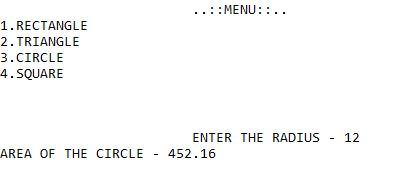 ..::MENU::..
1.RECTANGLE
2.TRIANGLE
3.CIRCLE
4.SQUARE
ENTER THE RADIUS - 12
AREA OF THE CIRCLE - 452.16